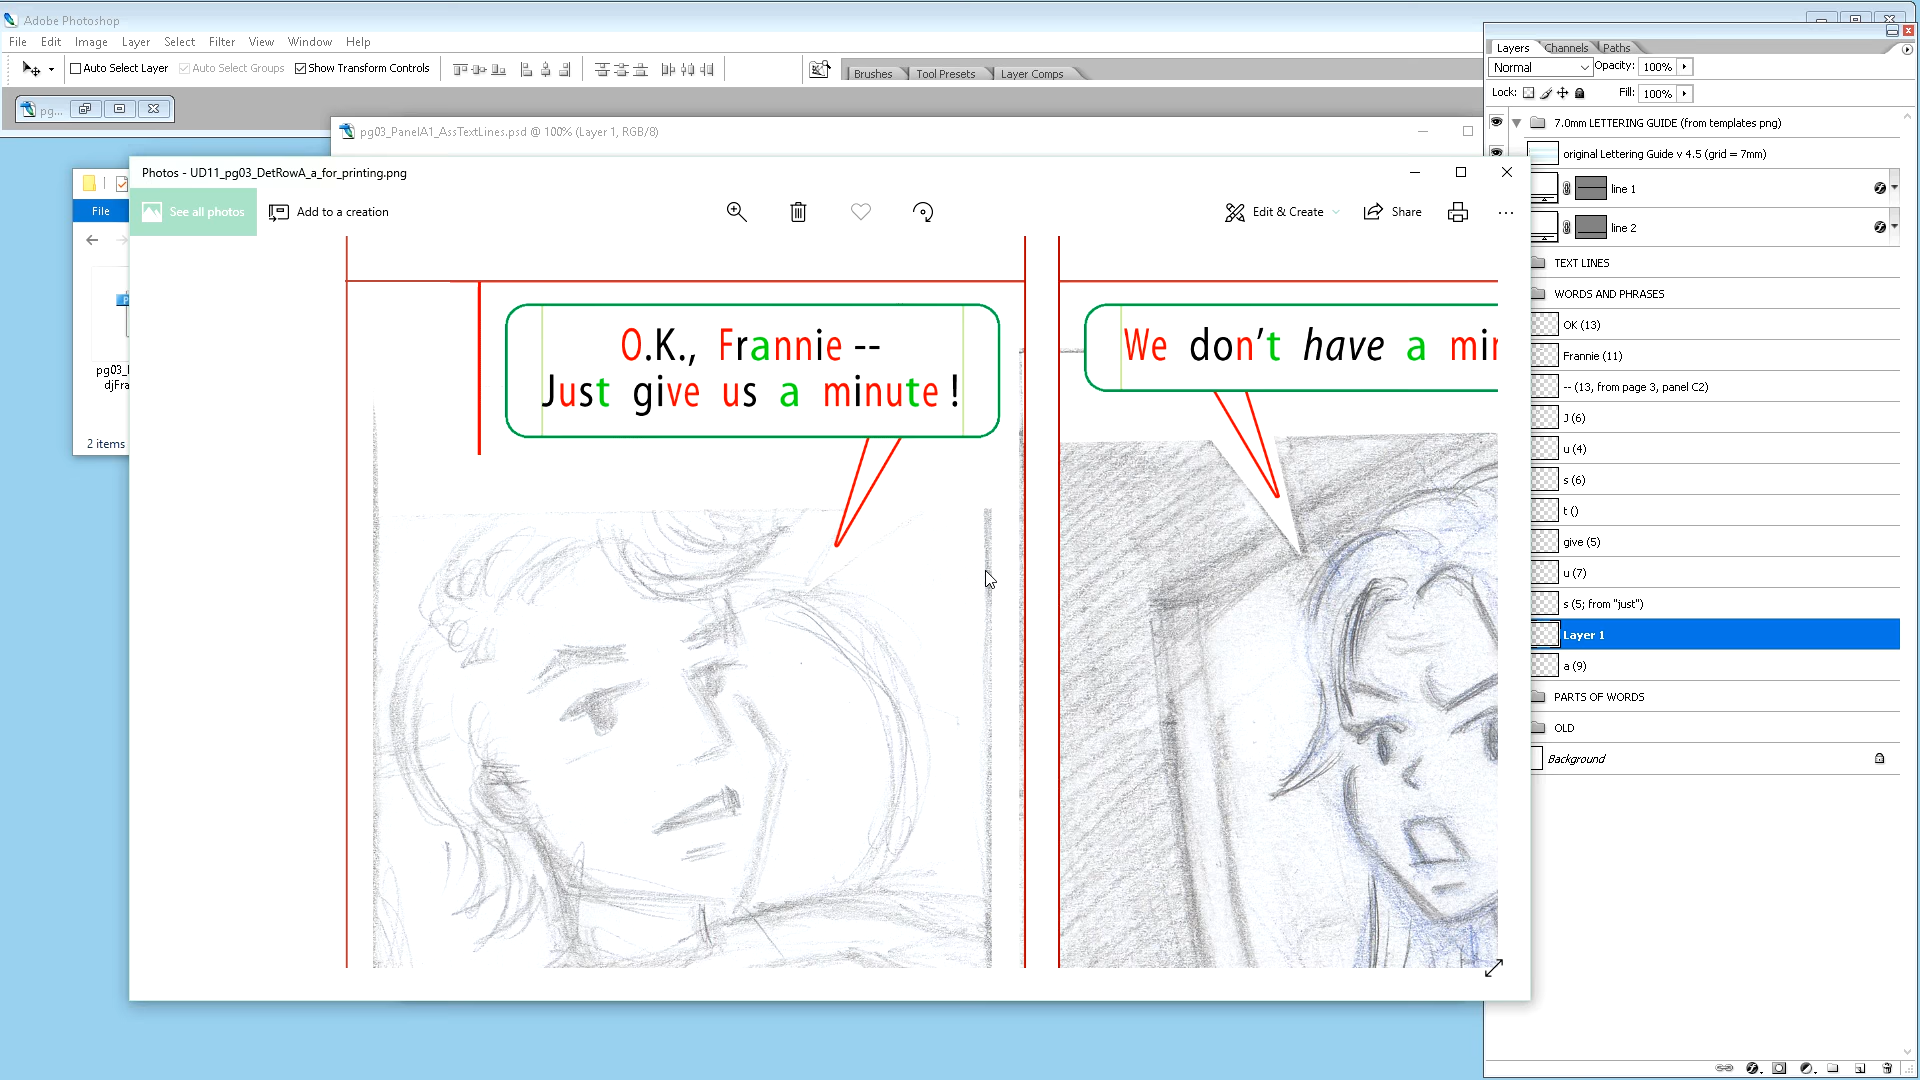 Adobe Photoshop
File Edit Image Layer Select Filter View Window Help
Auto Select Layer Auto Select Groups Show Transform Controls
Brushes Tool Presets Layer Comps
pg...
pg03_PanelA1_AssTextLines.psd @ 100% (Layer 1, RGB/8)
File
2 items
Photos - UD11_pg03_DetRowA_a_for_printing.png
See all photos
Add to a creation
Edit & Create
Share
O.K., Frannie --
Just give us a minute !
We don't have a min
Layers Channels Paths
Normal Opacity: 100%
Lock: Fill: 100%
7.0mm LETTERING GUIDE (from templates png)
original Lettering Guide v 4.5 (grid = 7mm)
line 1
line 2
TEXT LINES
WORDS AND PHRASES
OK (13)
Frannie (11)
-- (13, from page 3, panel C2)
J (6)
u (4)
s (6)
t ()
give (5)
u (7)
s (5; from "just")
Layer 1
a (9)
PARTS OF WORDS
OLD
Background